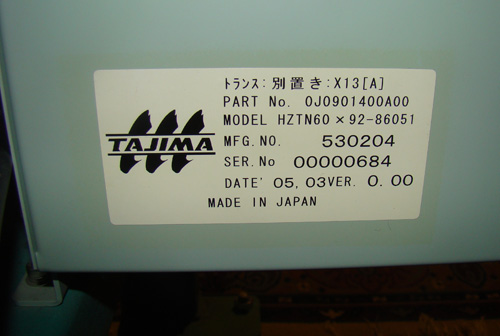 トランス:別置き:X13[A]
PART No. 0J0901400A00
MODEL HZTN60×92-86051
TAJIMA
MFG.NO. 530204
SER.No 00000684
DATE' 05,03VER. 0.00
MADE IN JAPAN